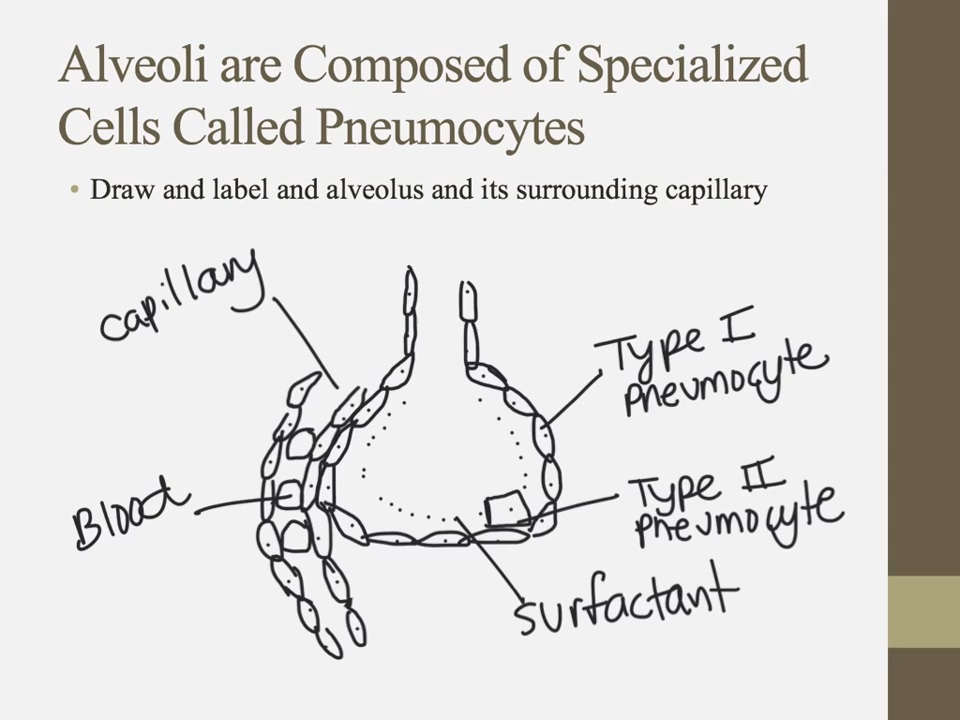 Alveoli are Composed of Specialized
Cells Called Pneumocytes
• Draw and label and alveolus and its surrounding capillary
capillary
Type I
pneumocyte
Blood
Type II
pneumocyte
surfactant